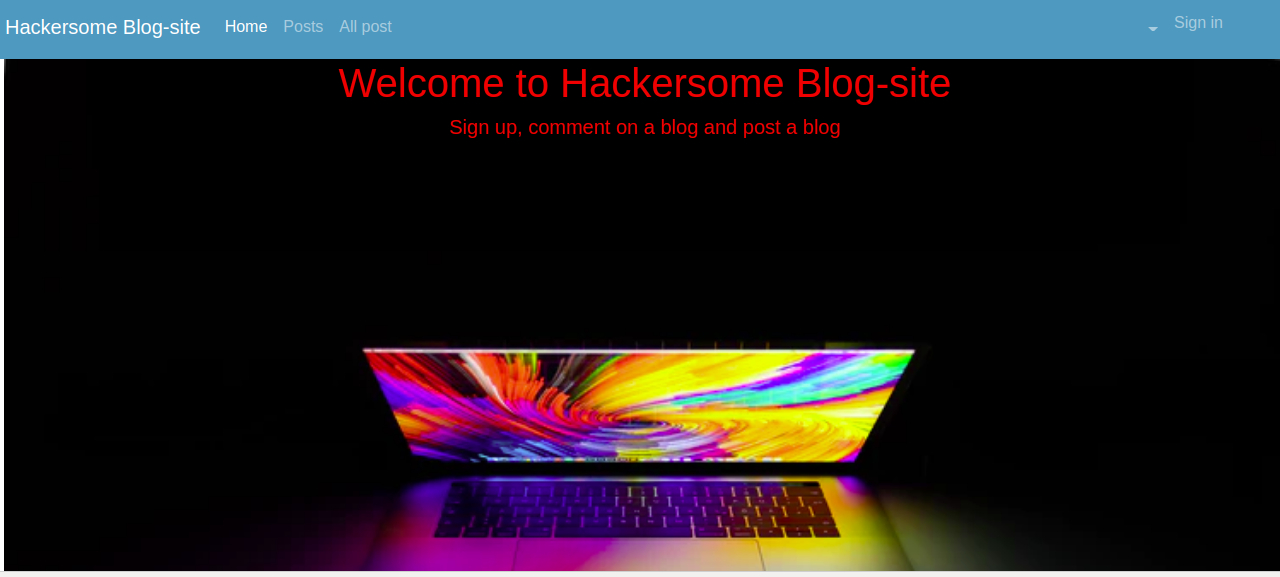 Hackersome Blog-site Home Posts All post Sign in
Welcome to Hackersome Blog-site
Sign up, comment on a blog and post a blog